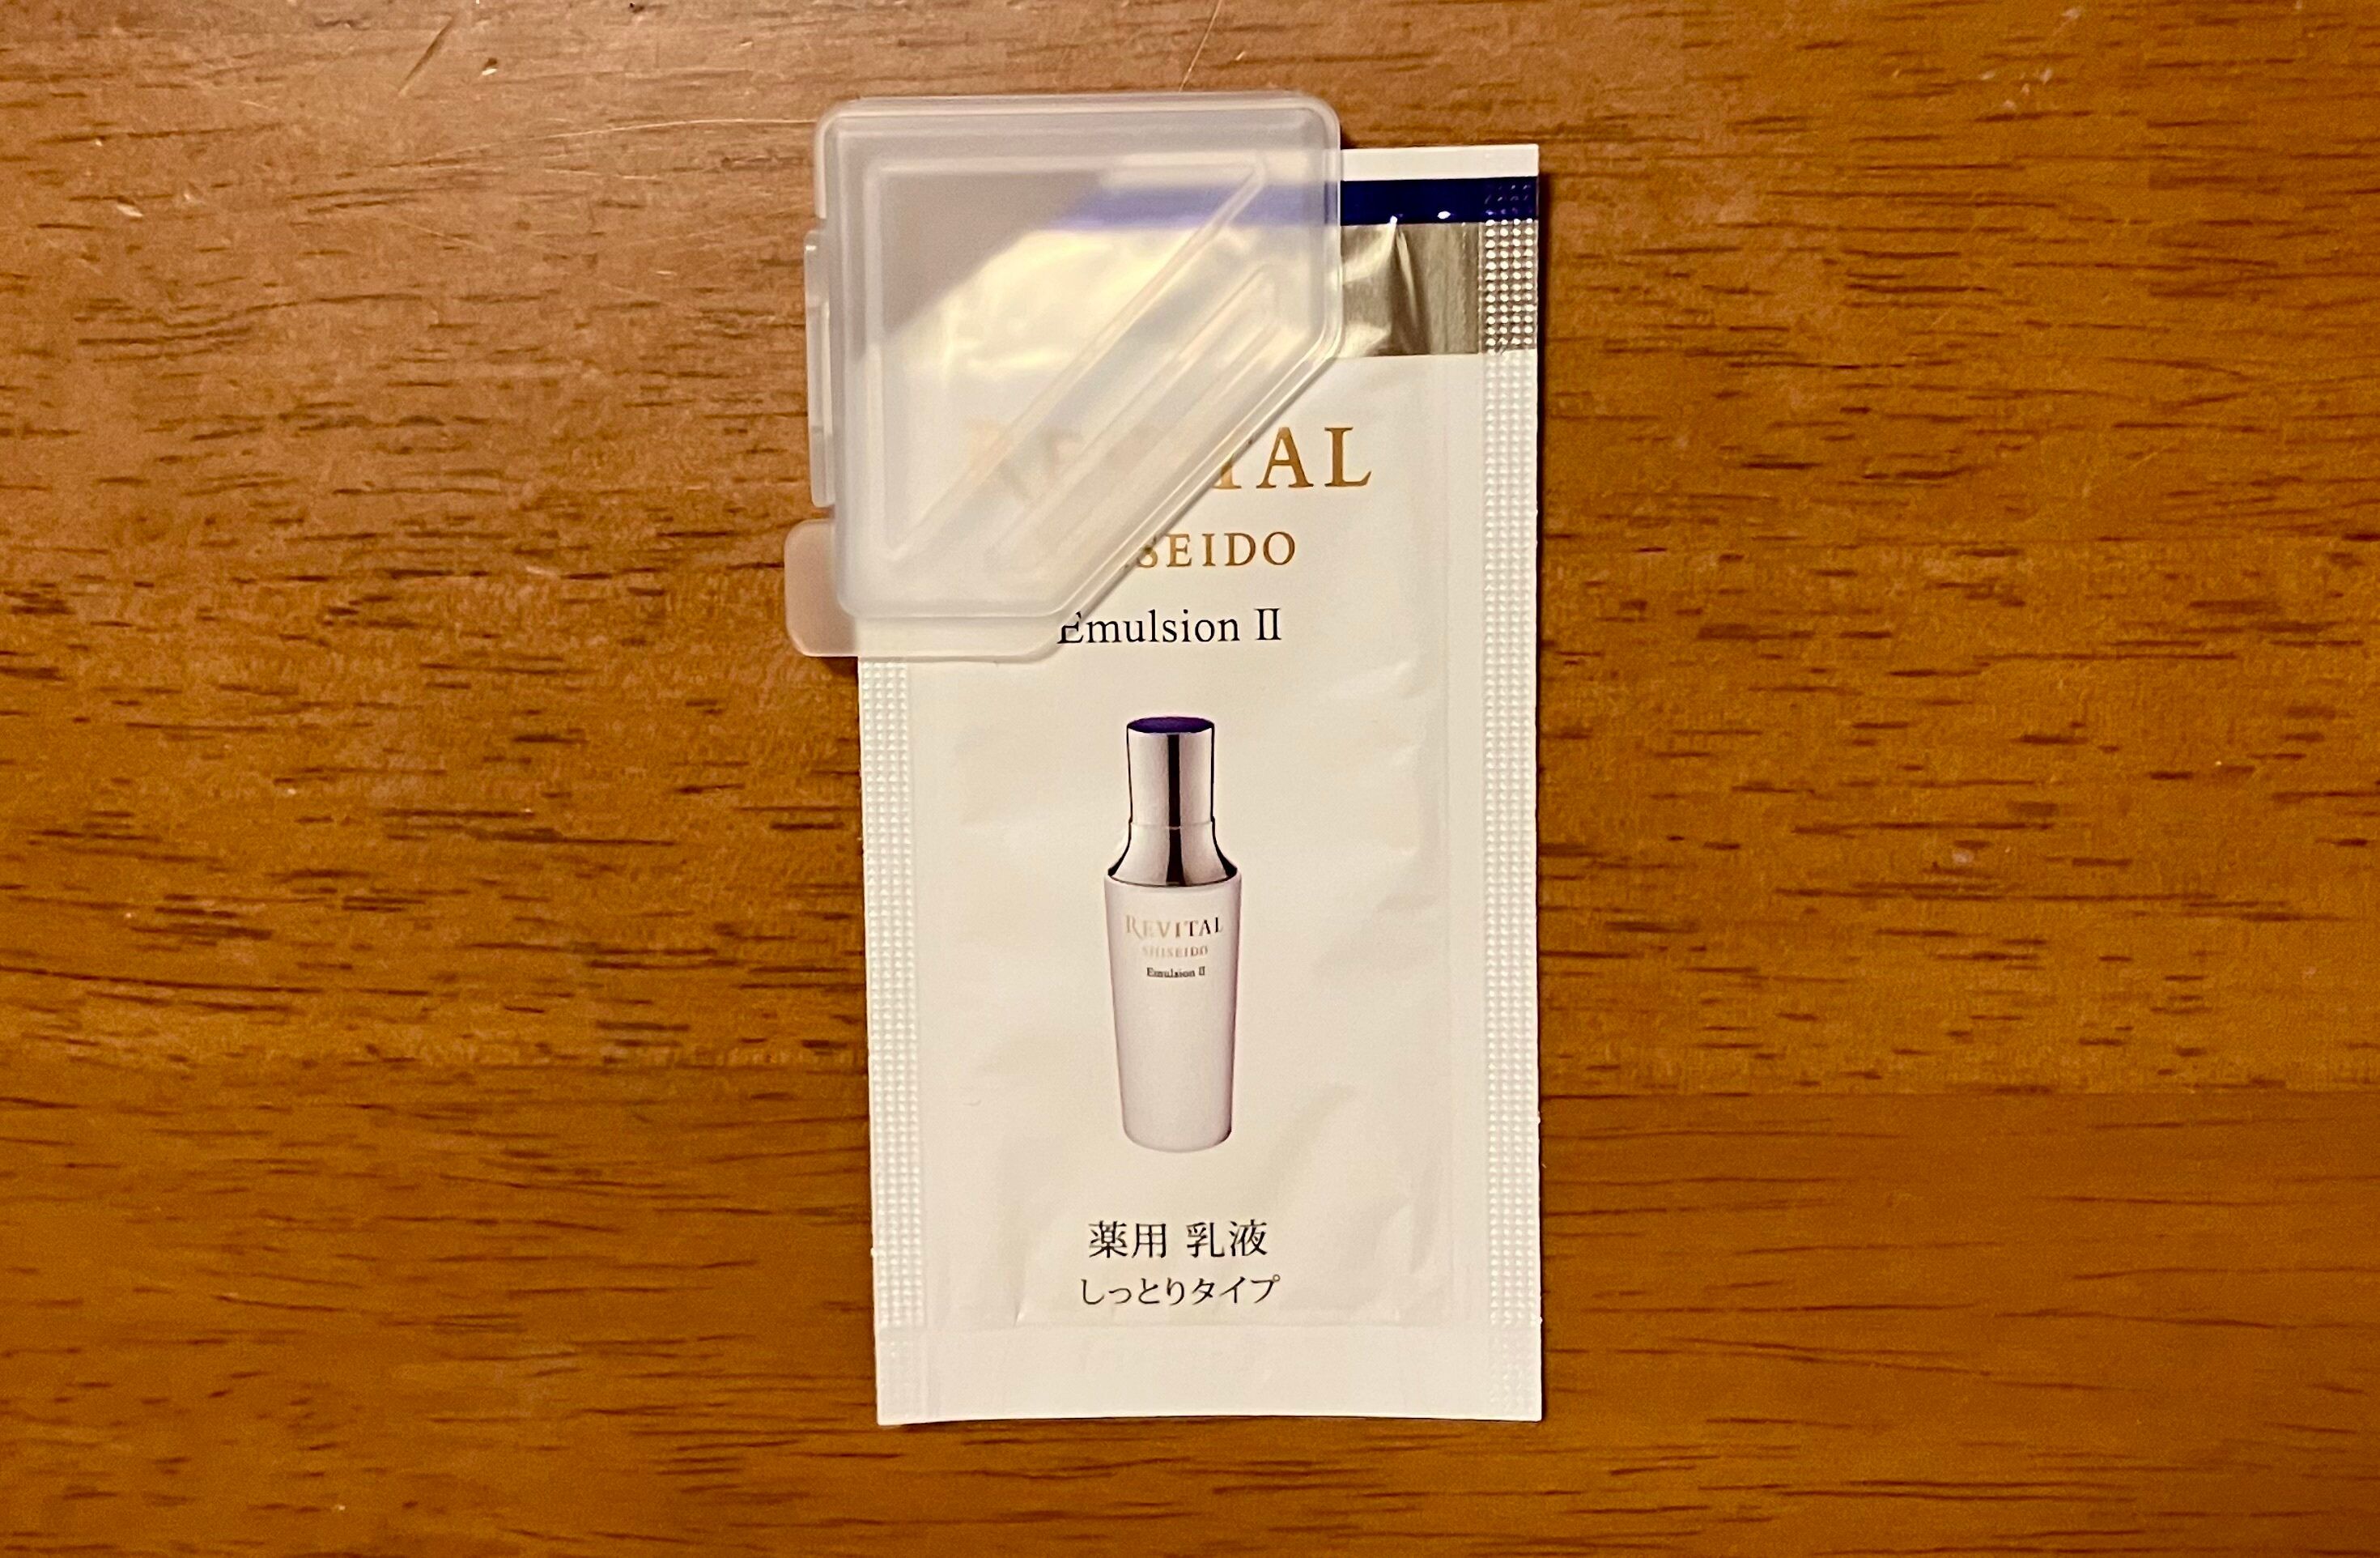 REVITAL
SHISEIDO
Emulsion Ⅱ
REVITAL
SHISEIDO
Emulsion Ⅱ
薬用 乳液
しっとりタイプ